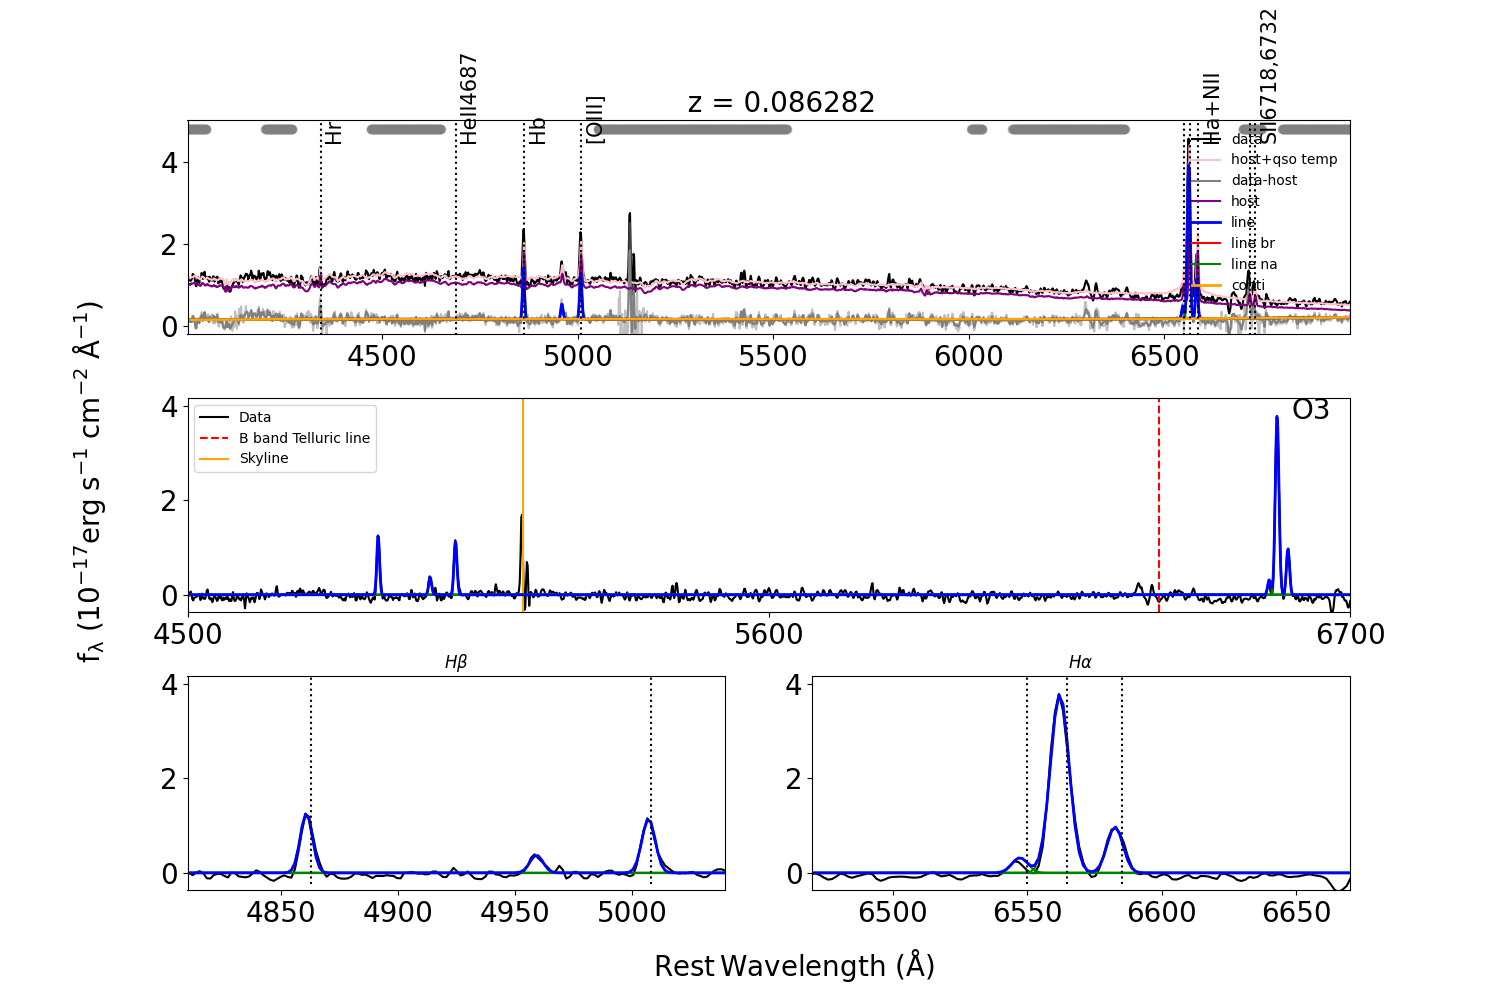 z = 0.086282
Hr
HeII4687
Hb
[OIII]
Ha+NII
SII6718,6732
data
host+qso temp
data-host
host
line
line br
line na
conti
4
2
0
4500 5000 5500 6000 6500
Data
B band Telluric line
Skyline
O3
4
2
0
4500 5600 6700
fλ (10⁻¹⁷erg s⁻¹ cm⁻² Å⁻¹)
Hβ
4
2
0
4850 4900 4950 5000
Hα
4
2
0
6500 6550 6600 6650
Rest Wavelength (Å)